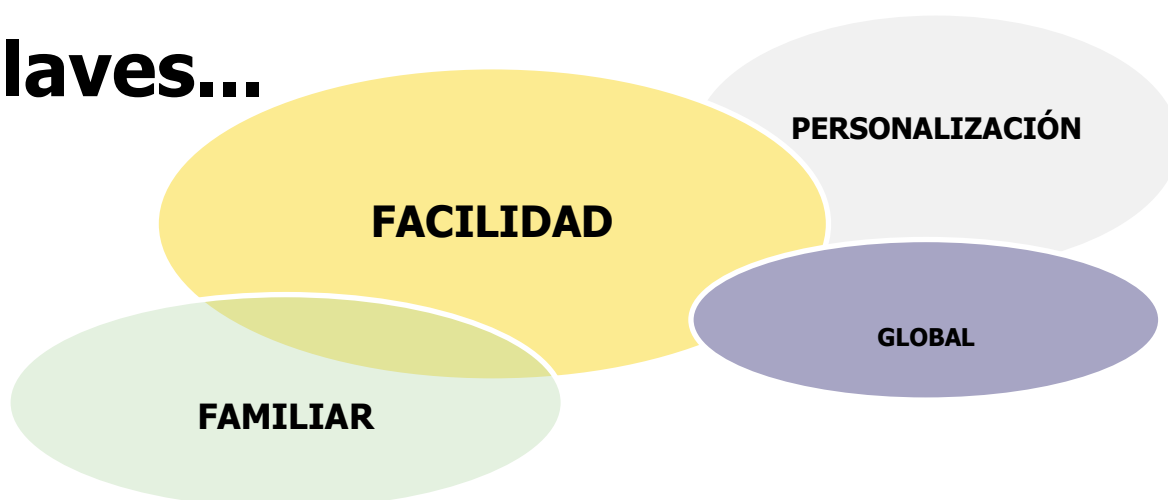 laves...
PERSONALIZACIÓN
FACILIDAD
GLOBAL
FAMILIAR